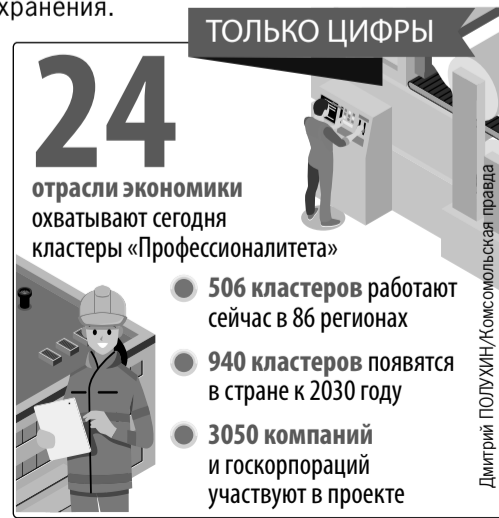 хранения.
ТОЛЬКО ЦИФРЫ
24
отрасли экономики
охватывают сегодня
кластеры «Профессионалитета»
506 кластеров работают
сейчас в 86 регионах
940 кластеров появятся
в стране к 2030 году
3050 компаний
и госкорпораций
участвуют в проекте
Дмитрий ПОЛУХИН/Комсомольская правда